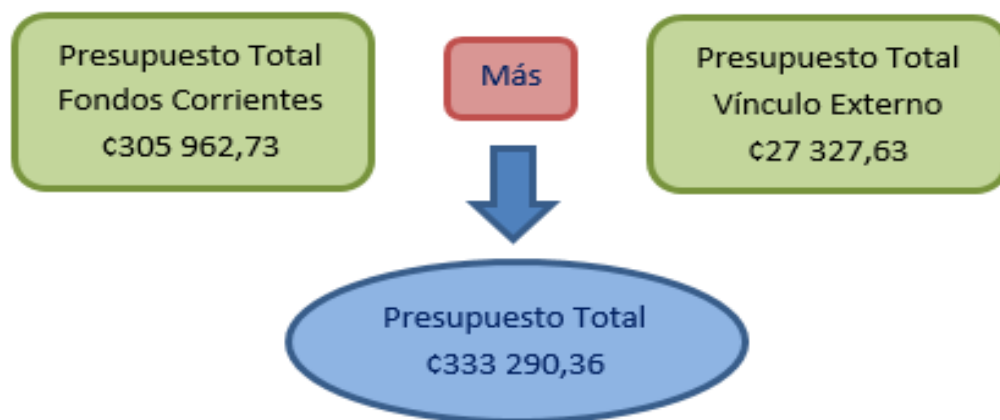 Presupuesto Total
Fondos Corrientes
¢305 962,73
Más
Presupuesto Total
Vínculo Externo
¢27 327,63
Presupuesto Total
¢333 290,36